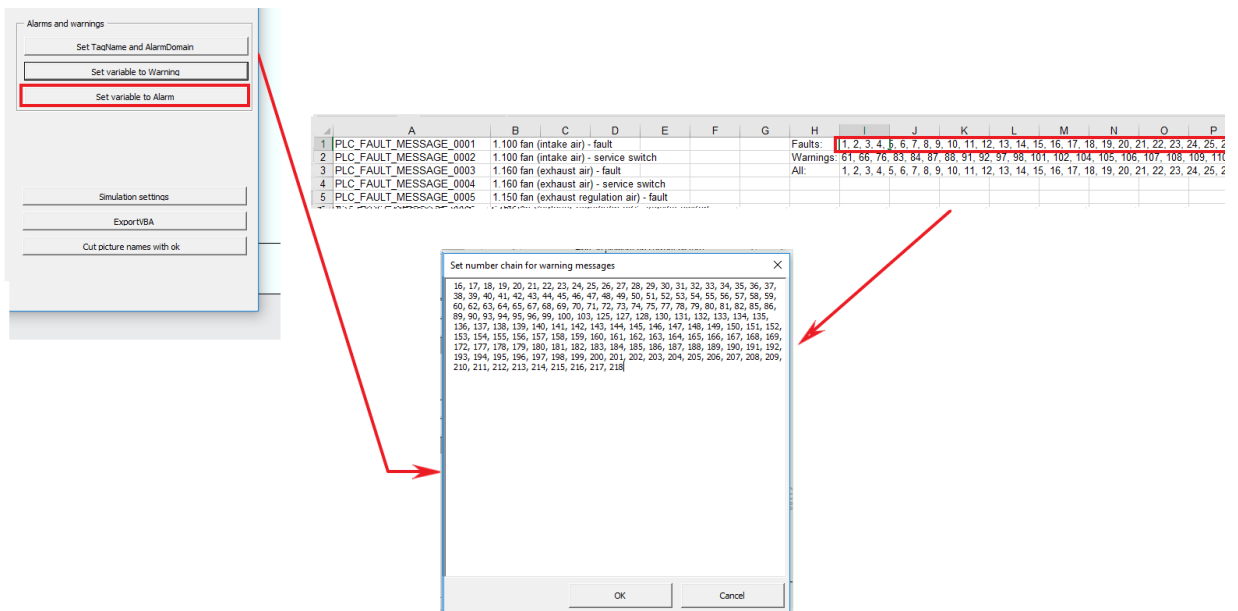 Alarms and warnings
Set TagName and AlarmDomain
Set variable to Warning
Set variable to Alarm
Simulation settings
ExportVBA
Cut picture names with ok
A B C D E F G H I J K L M N O P
1 PLC_FAULT_MESSAGE_0001 1.100 fan (intake air) - fault Faults: 1, 2, 3, 4, 5, 6, 7, 8, 9, 10, 11, 12, 13, 14, 15, 16, 17, 18, 19, 20, 21, 22, 23, 24, 25, 2
2 PLC_FAULT_MESSAGE_0002 1.100 fan (intake air) - service switch Warnings: 61, 66, 76, 83, 84, 87, 88, 91, 92, 97, 98, 101, 102, 104, 105, 106, 107, 108, 109, 110
3 PLC_FAULT_MESSAGE_0003 1.160 fan (exhaust air) - fault All: 1, 2, 3, 4, 5, 6, 7, 8, 9, 10, 11, 12, 13, 14, 15, 16, 17, 18, 19, 20, 21, 22, 23, 24, 25, 2
4 PLC_FAULT_MESSAGE_0004 1.160 fan (exhaust air) - service switch
5 PLC_FAULT_MESSAGE_0005 1.150 fan (exhaust regulation air) - fault
Set number chain for warning messages
16, 17, 18, 19, 20, 21, 22, 23, 24, 25, 26, 27, 28, 29, 30, 31, 32, 33, 34, 35, 36, 37,
38, 39, 40, 41, 42, 43, 44, 45, 46, 47, 48, 49, 50, 51, 52, 53, 54, 55, 56, 57, 58, 59,
60, 62, 63, 64, 65, 67, 68, 69, 70, 71, 72, 73, 74, 75, 77, 78, 79, 80, 81, 82, 85, 86,
89, 90, 93, 94, 95, 96, 99, 100, 103, 125, 127, 128, 130, 131, 132, 133, 134, 135,
136, 137, 138, 139, 140, 141, 142, 143, 144, 145, 146, 147, 148, 149, 150, 151, 152,
153, 154, 155, 156, 157, 158, 159, 160, 161, 162, 163, 164, 165, 166, 167, 168, 169,
172, 177, 178, 179, 180, 181, 182, 183, 184, 185, 186, 187, 188, 189, 190, 191, 192,
193, 194, 195, 196, 197, 198, 199, 200, 201, 202, 203, 204, 205, 206, 207, 208, 209,
210, 211, 212, 213, 214, 215, 216, 217, 218
OK
Cancel